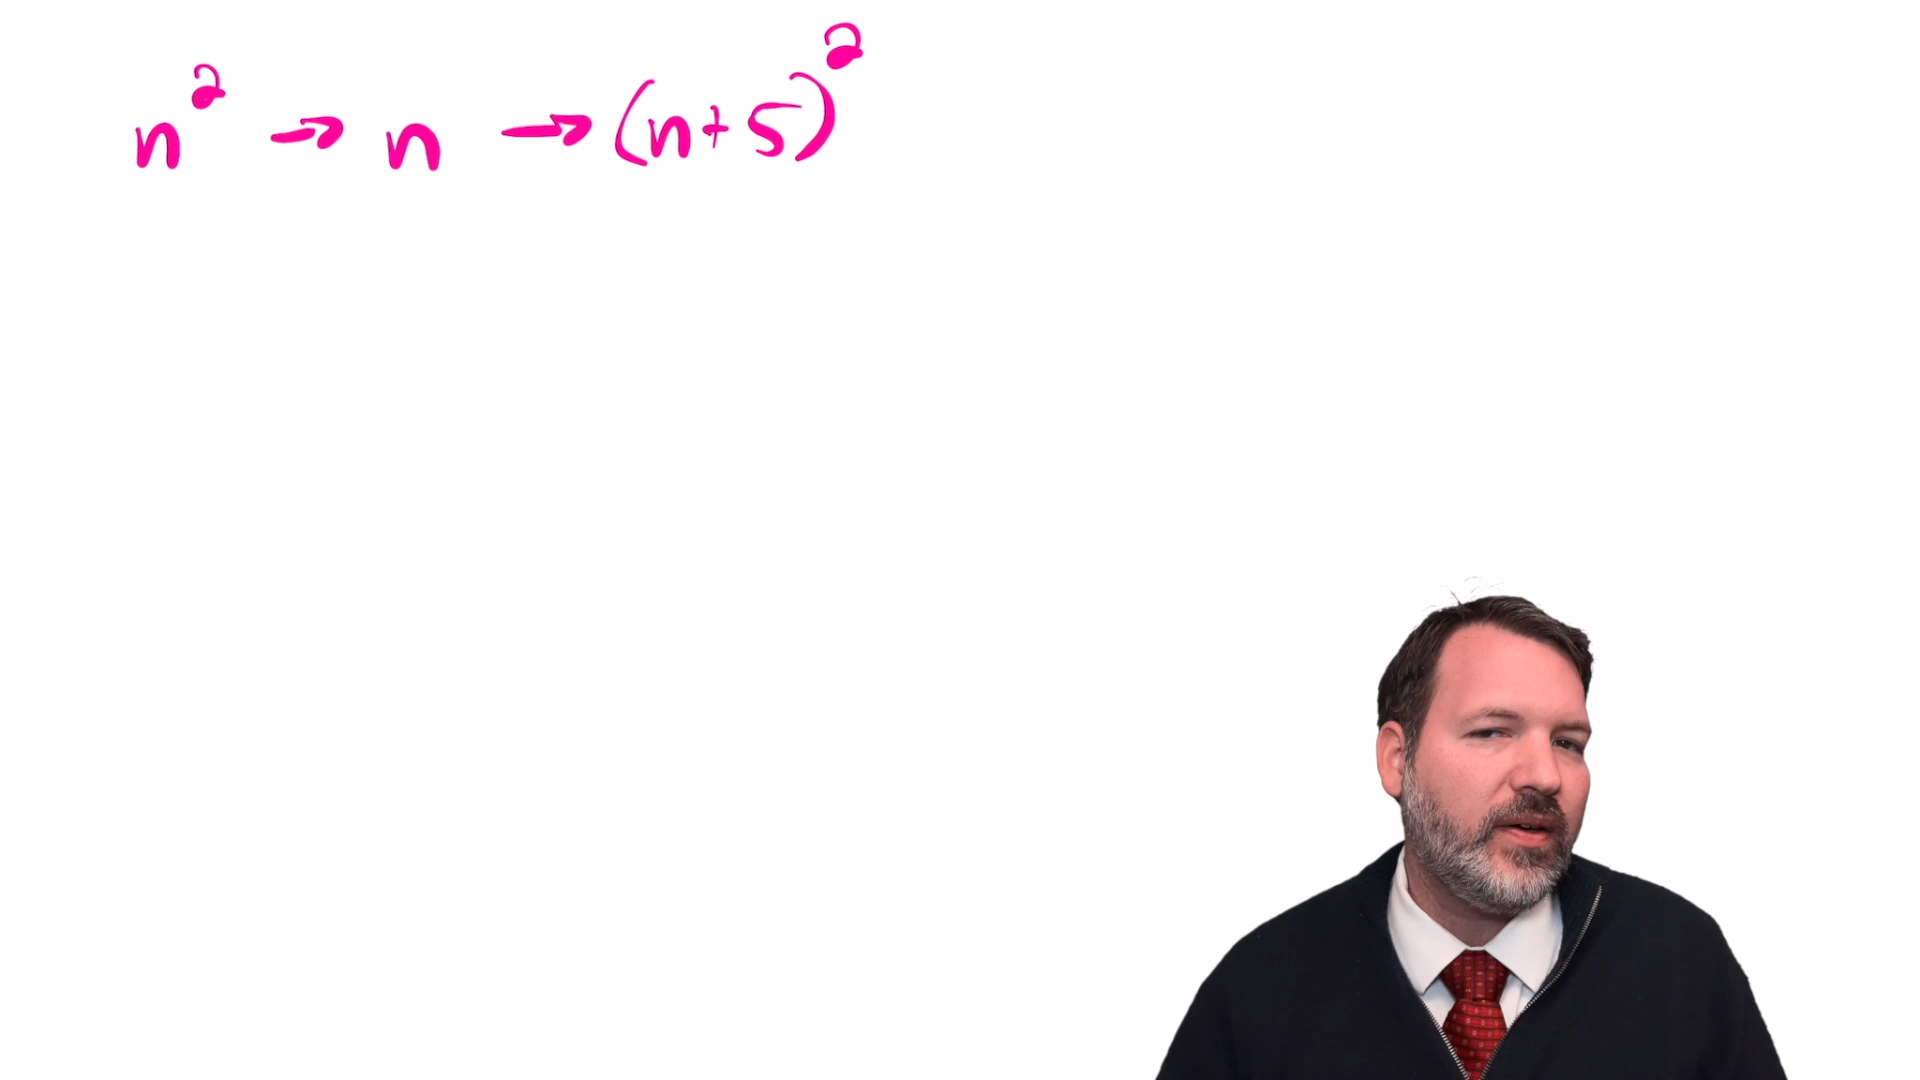 n² → n → (n+5)²